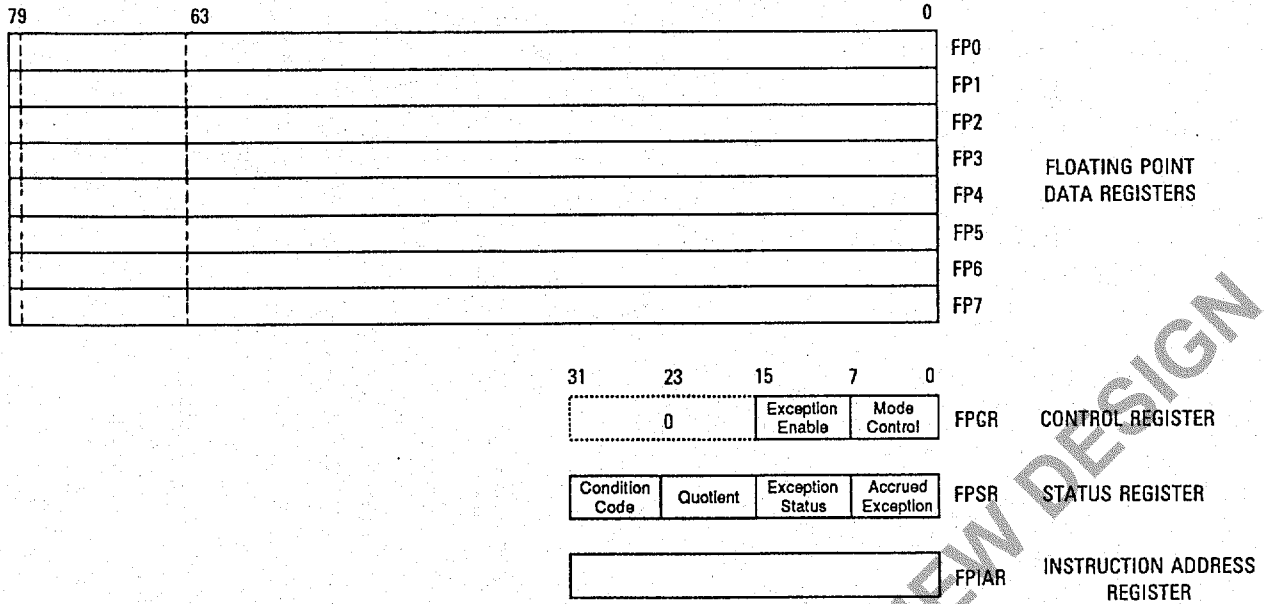 79 63 0
FP0
FP1
FP2
FP3
FP4
FP5
FP6
FP7
FLOATING POINT
DATA REGISTERS
31 23 15 7 0
0 Exception Enable Mode Control FPCR CONTROL REGISTER
Condition Code Quotient Exception Status Accrued Exception FPSR STATUS REGISTER
FPIAR INSTRUCTION ADDRESS
REGISTER
EW DESIGN